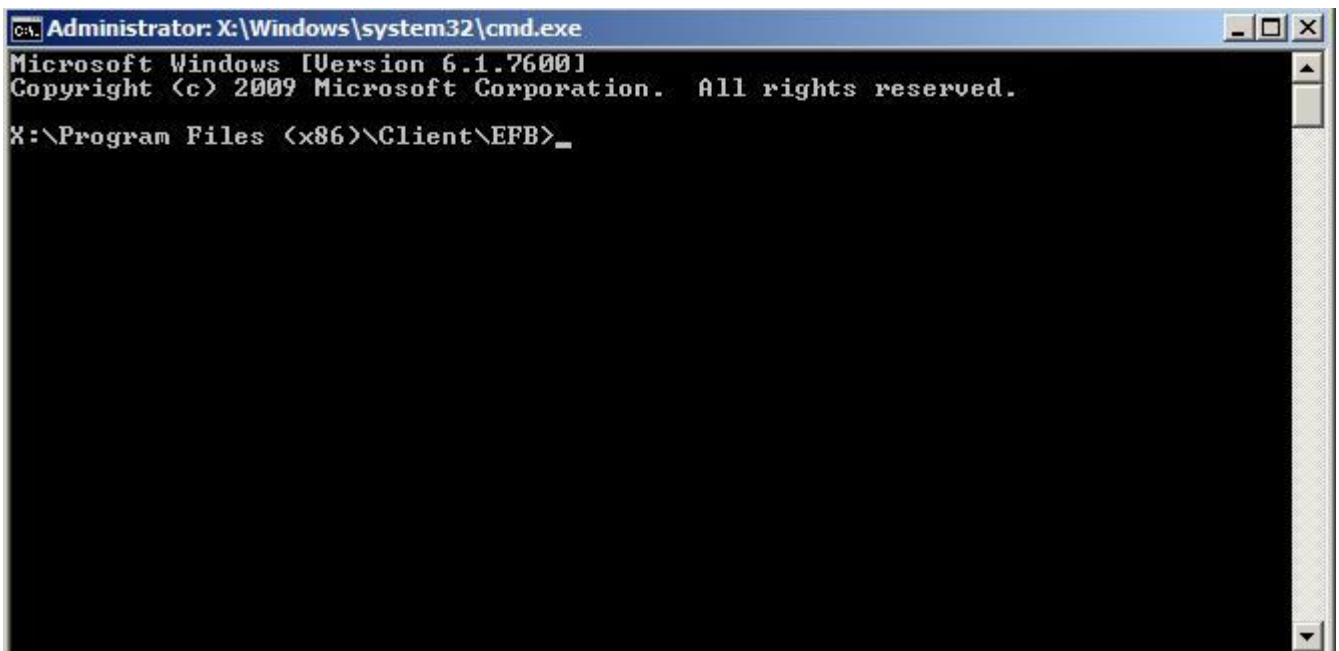 Administrator: X:\Windows\system32\cmd.exe
Microsoft Windows [Version 6.1.7600]
Copyright (c) 2009 Microsoft Corporation.  All rights reserved.
X:\Program Files (x86)\Client\EFB>_